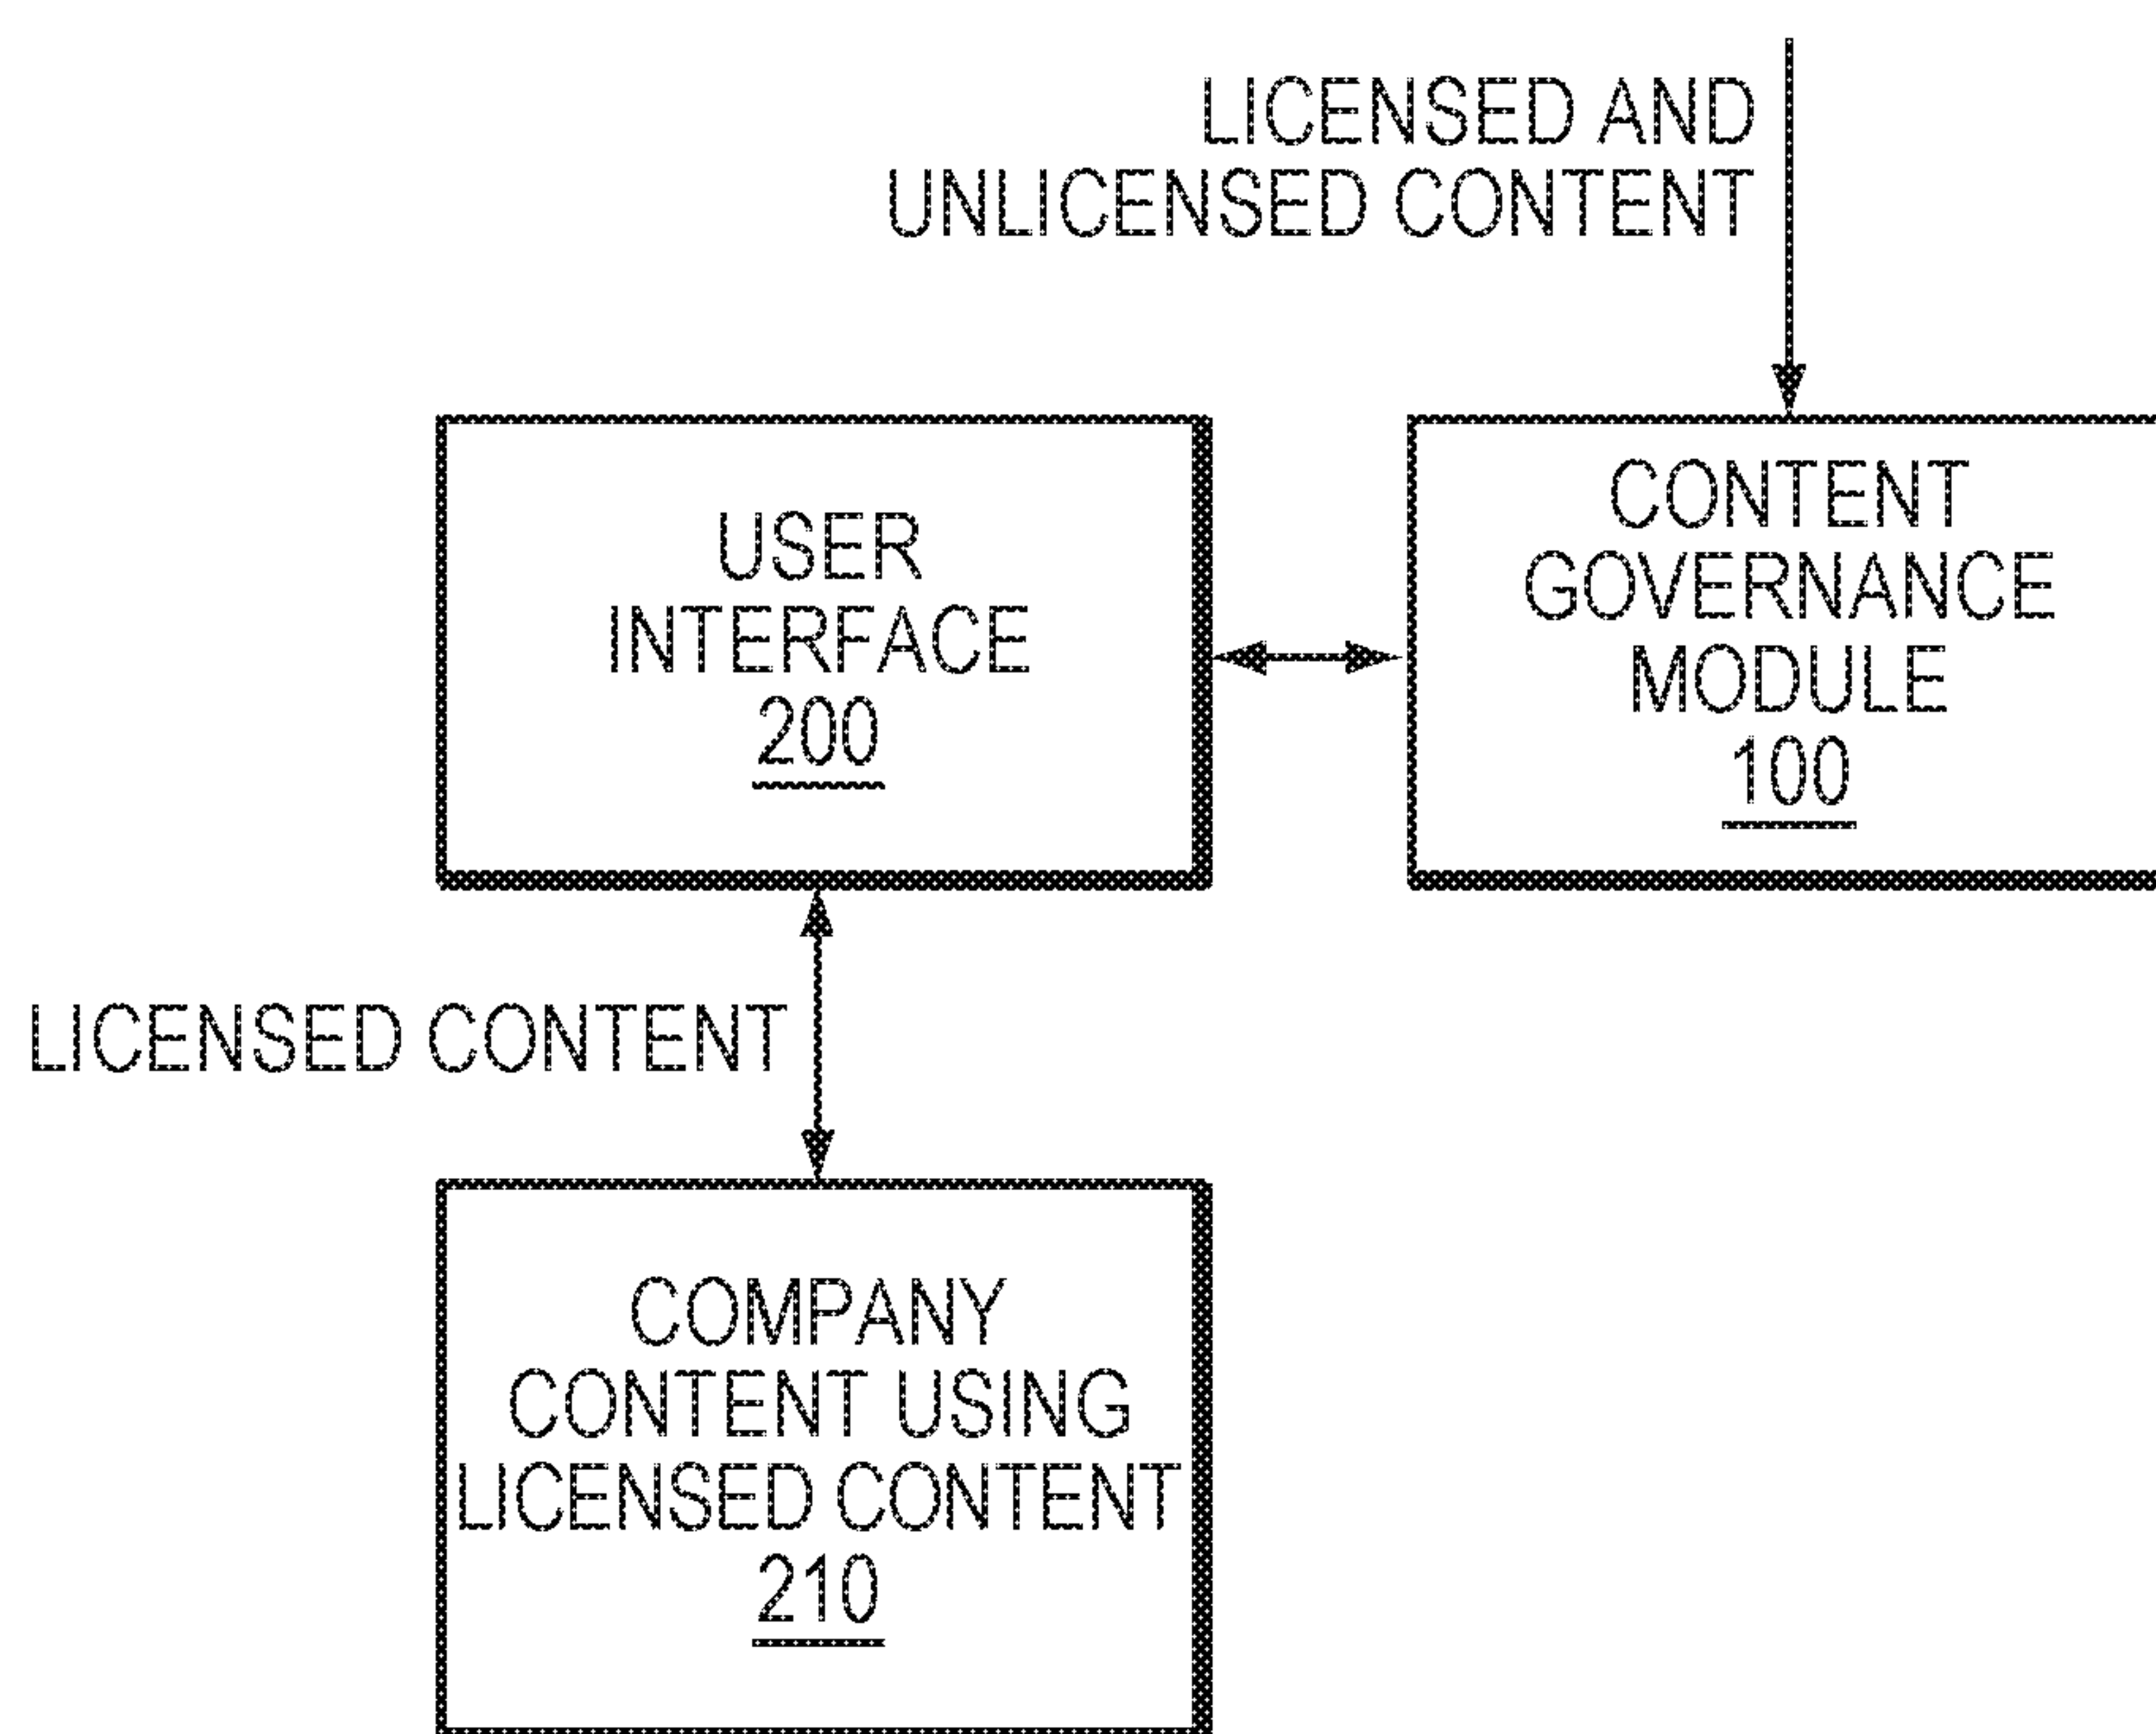 LICENSED AND
UNLICENSED CONTENT
USER
INTERFACE
200
CONTENT
GOVERNANCE
MODULE
100
LICENSED CONTENT
COMPANY
CONTENT USING
LICENSED CONTENT
210